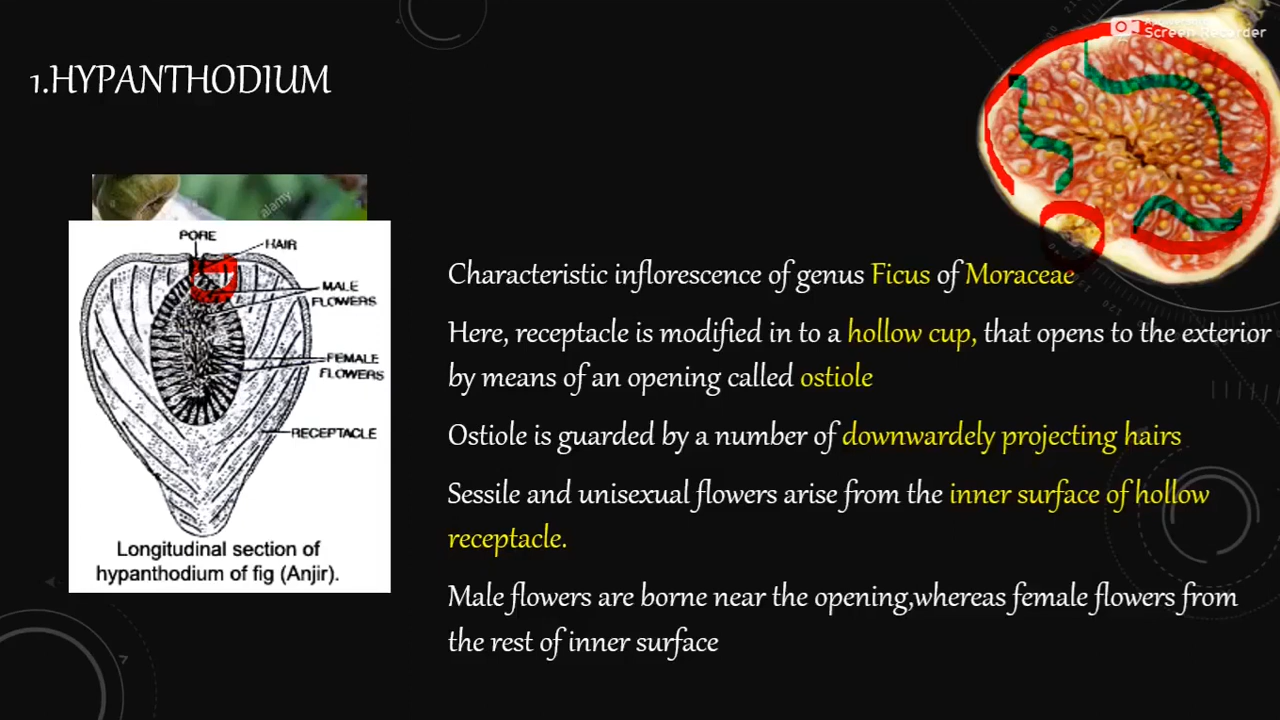 Screen Recorder
1.HYPANTHODIUM
alamy
PORE
HAIR
MALE
FLOWERS
FEMALE
FLOWERS
RECEPTACLE
Longitudinal section of
hypanthodium of fig (Anjir).
Characteristic inflorescence of genus Ficus of Moraceae
Here, receptacle is modified in to a hollow cup, that opens to the exterior
by means of an opening called ostiole
Ostiole is guarded by a number of downwardely projecting hairs
Sessile and unisexual flowers arise from the inner surface of hollow
receptacle.
Male flowers are borne near the opening,whereas female flowers from
the rest of inner surface